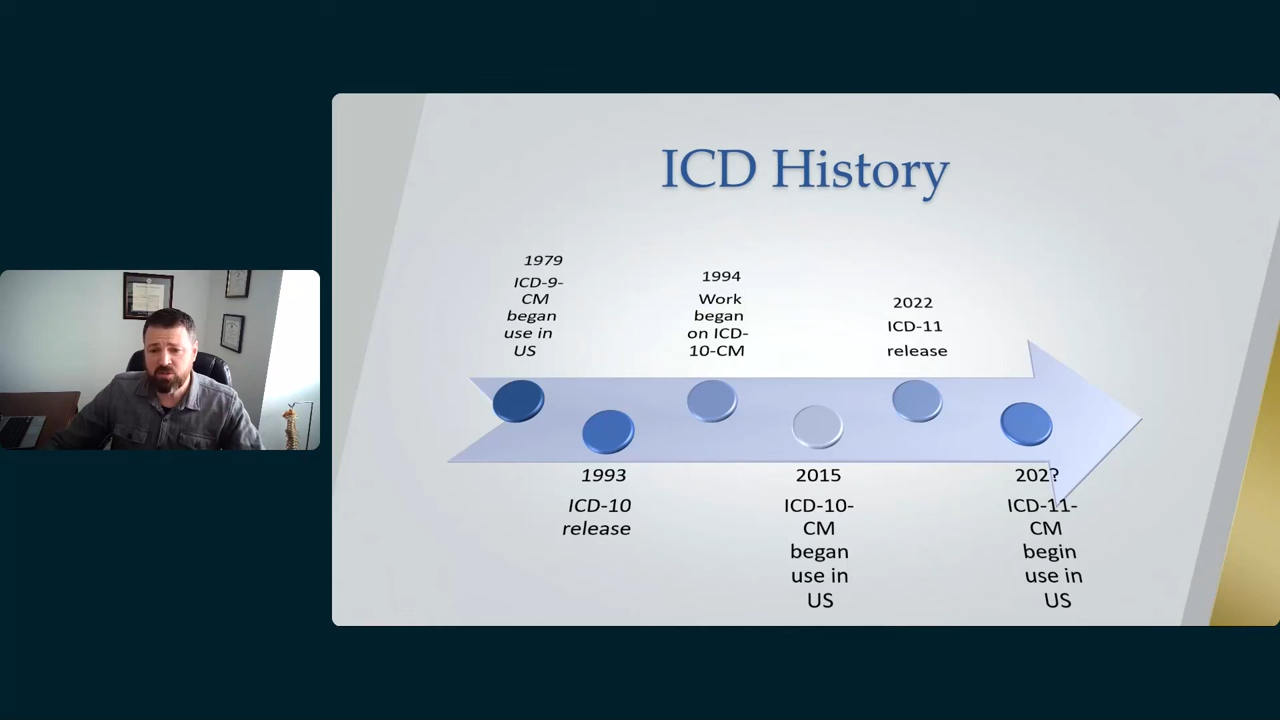 ICD History
1979
ICD-9-
CM
began
use in
US
1993
ICD-10
release
1994
Work
began
on ICD-
10-CM
2015
ICD-10-
CM
began
use in
US
2022
ICD-11
release
202?
ICD-11-
CM
begin
use in
US